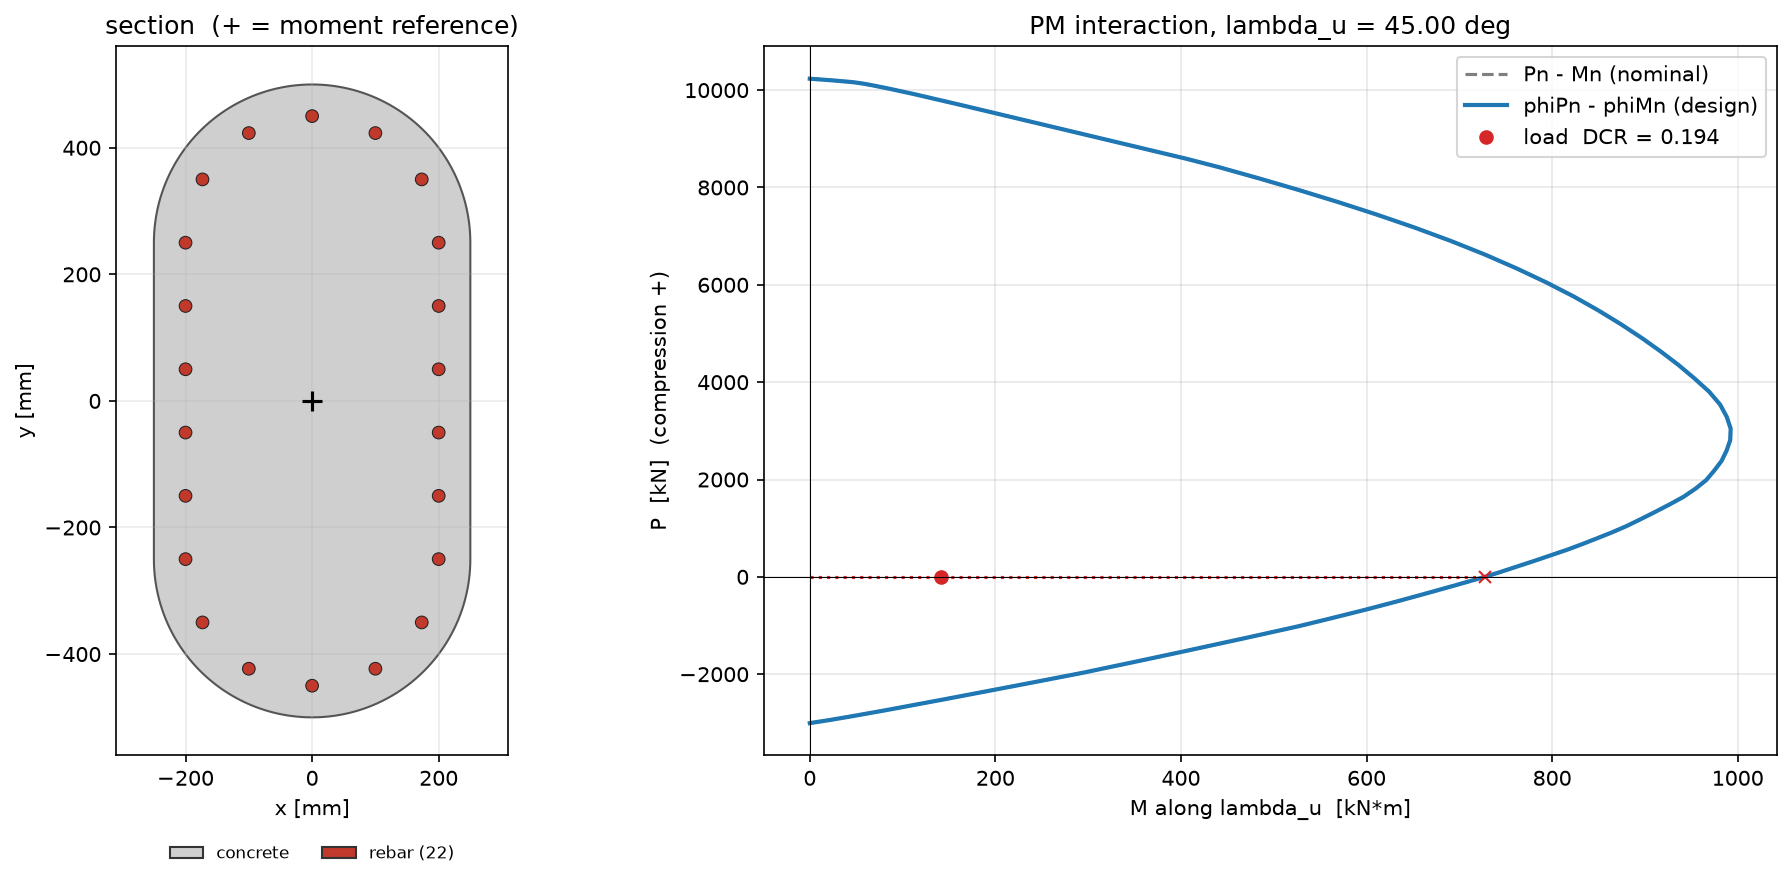 section  (+ = moment reference)
400
200
0
−200
−400
y [mm]
−200
0
200
x [mm]
concrete
rebar (22)
PM interaction, lambda_u = 45.00 deg
Pn - Mn (nominal)
phiPn - phiMn (design)
load  DCR = 0.194
10000
8000
6000
4000
2000
0
−2000
P  [kN]  (compression +)
0
200
400
600
800
1000
M along lambda_u  [kN*m]